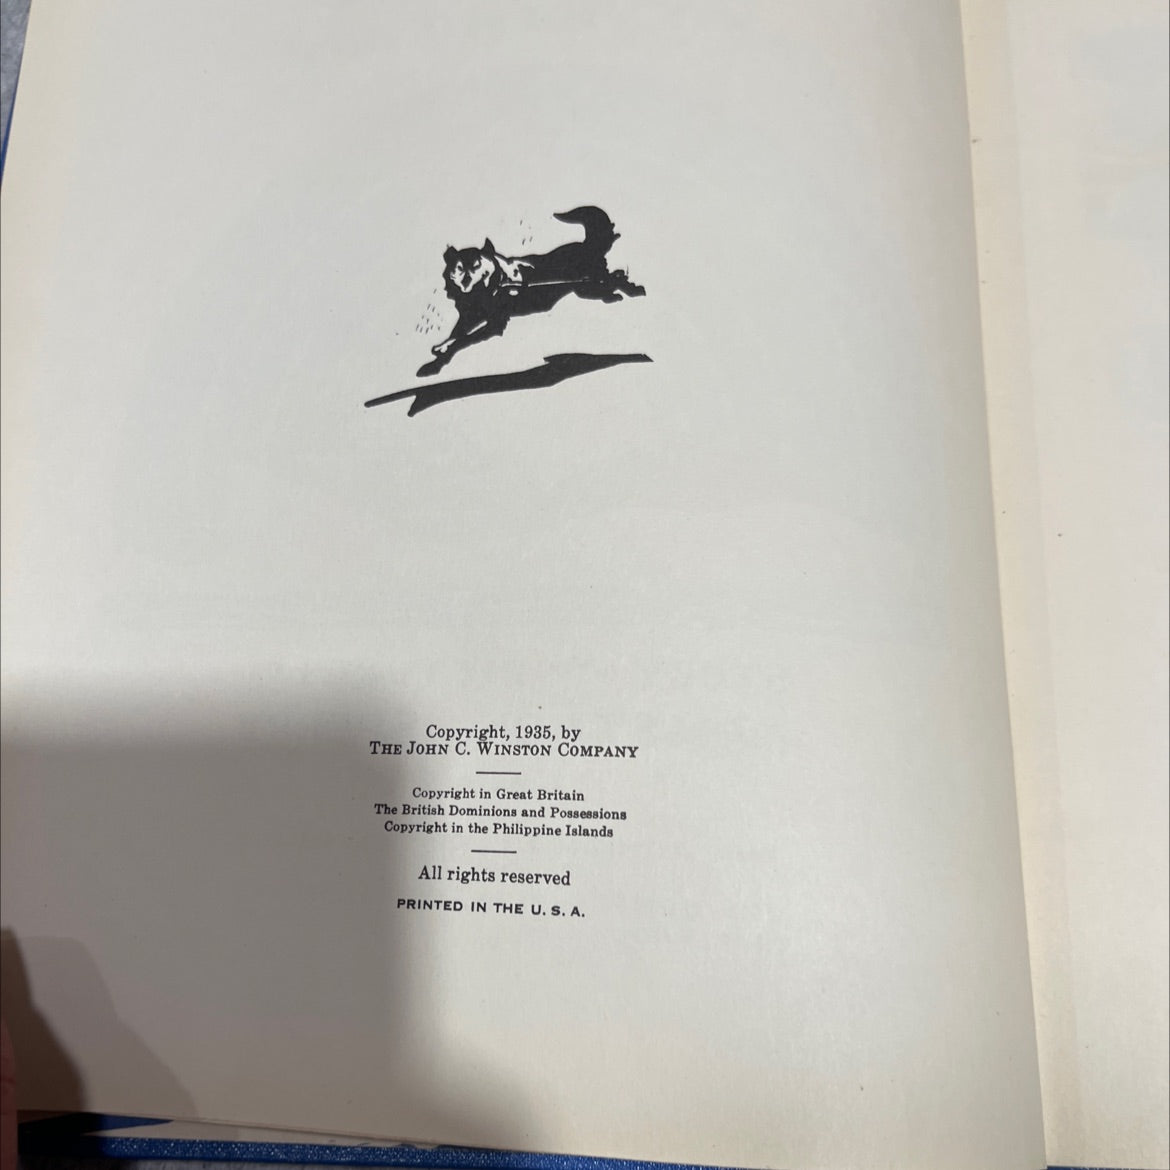 Copyright, 1935, by
THE JOHN C. WINSTON COMPANY
Copyright in Great Britain
The British Dominions and Possessions
Copyright in the Philippine Islands
All rights reserved
PRINTED IN THE U. S. A.